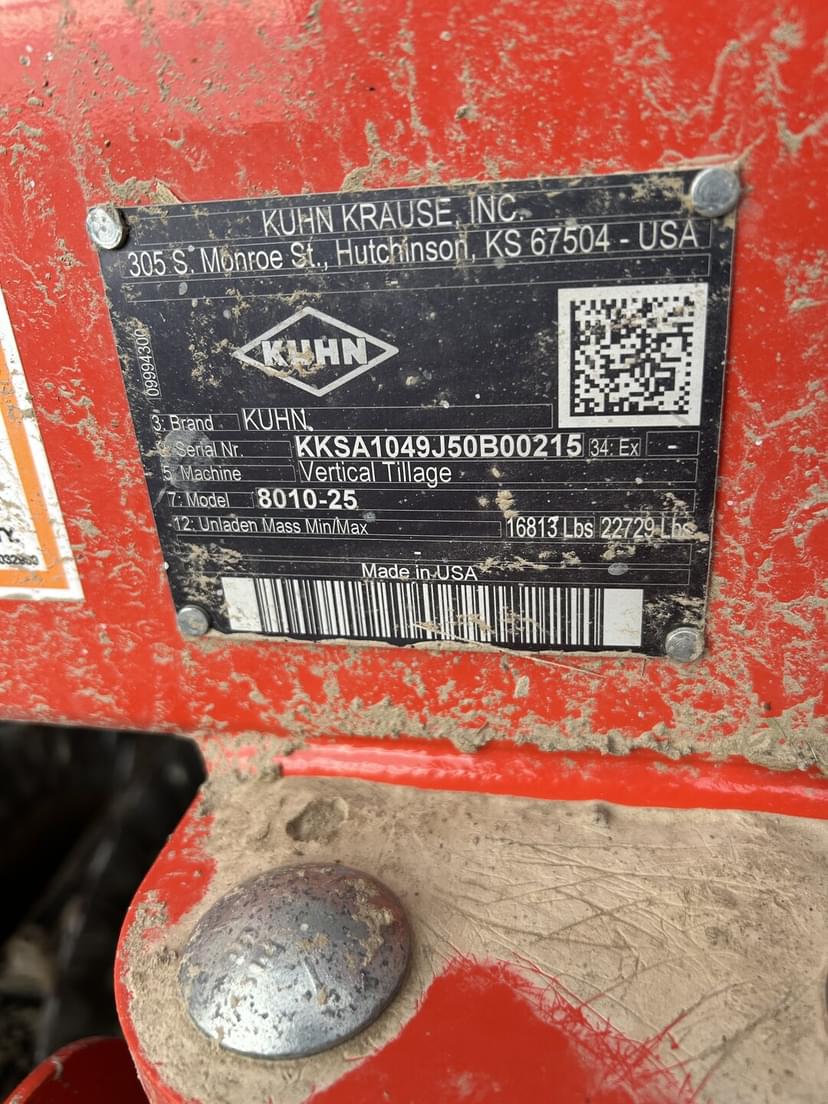 KUHN KRAUSE, INC.
305 S. Monroe St., Hutchinson, KS 67504 - USA
09994300
KUHN
3: Brand KUHN
Serial Nr. KKSA1049J50B00215 34: Ex -
5: Machine Vertical Tillage
7: Model 8010-25
12: Unladen Mass Min/Max 16813 Lbs 22729 Lbs
-
Made in USA